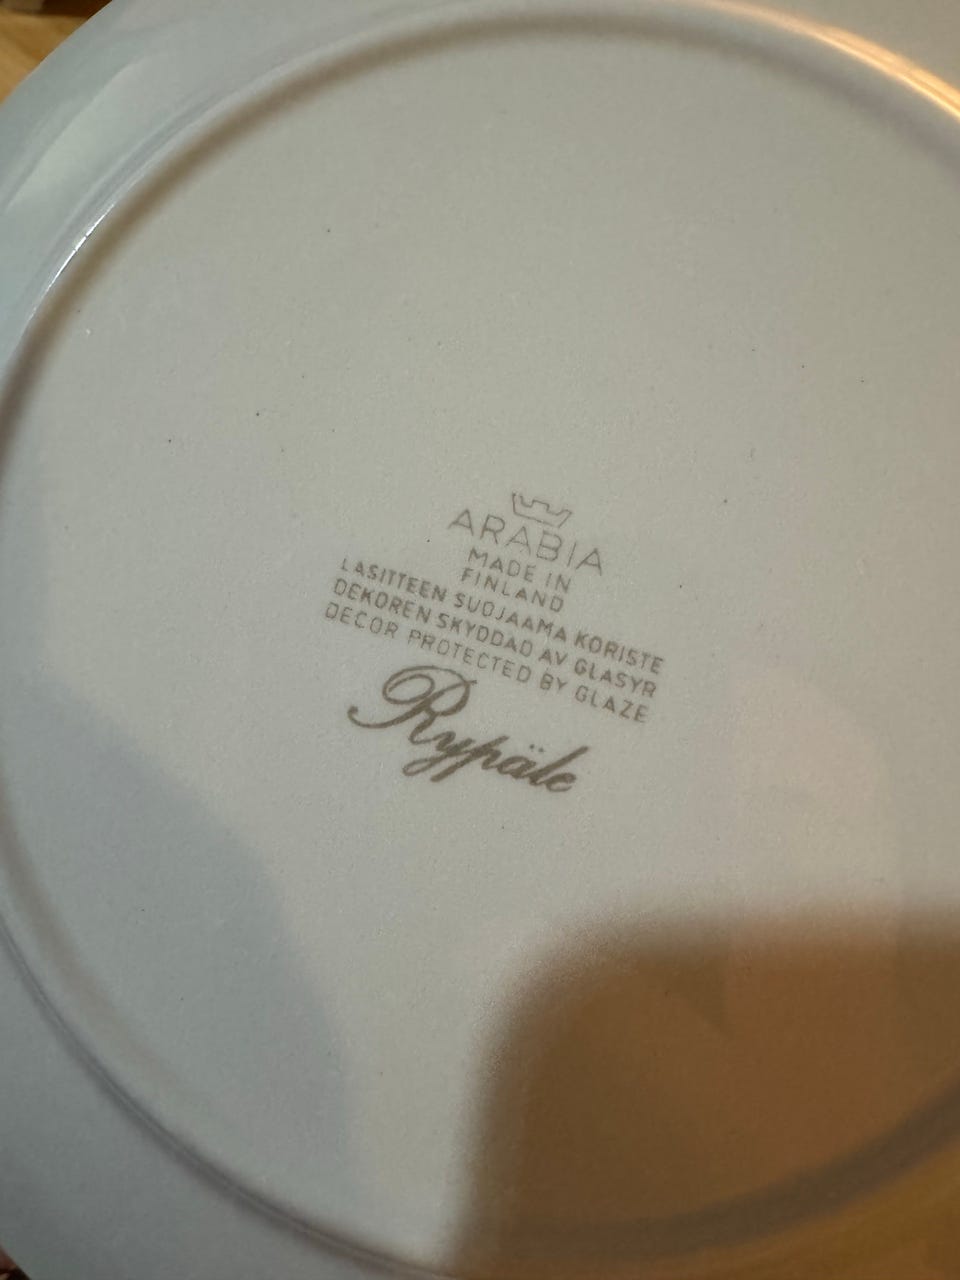 ARABIA
MADE IN
FINLAND
LASITTEEN SUOJAAMA KORISTE
DEKOREN SKYDDAD AV GLASYR
DECOR PROTECTED BY GLAZE
Rypäle